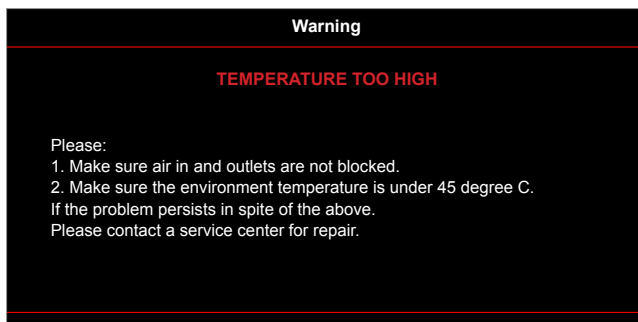 Warning
TEMPERATURE TOO HIGH
Please:
1. Make sure air in and outlets are not blocked.
2. Make sure the environment temperature is under 45 degree C.
If the problem persists in spite of the above.
Please contact a service center for repair.